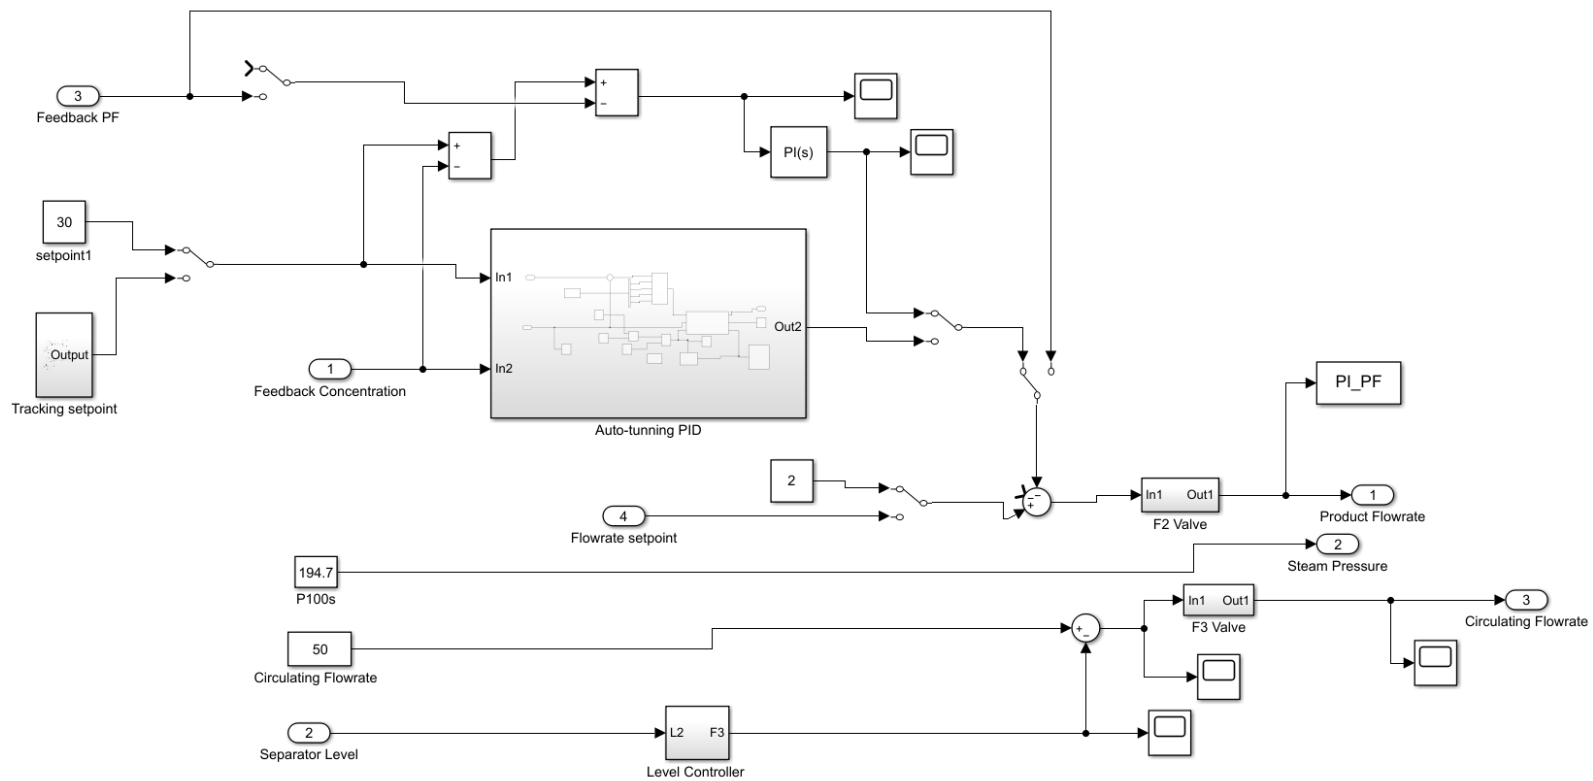 3
Feedback PF
+
−
+
−
PI(s)
30
setpoint1
Output
Tracking setpoint
1
Feedback Concentration
In1
In2
Out2
Auto-tunning PID
PI_PF
2
4
Flowrate setpoint
−
−
+
In1 Out1
F2 Valve
1
Product Flowrate
2
Steam Pressure
194.7
P100s
In1 Out1
F3 Valve
3
Circulating Flowrate
50
Circulating Flowrate
+
−
2
Separator Level
L2 F3
Level Controller